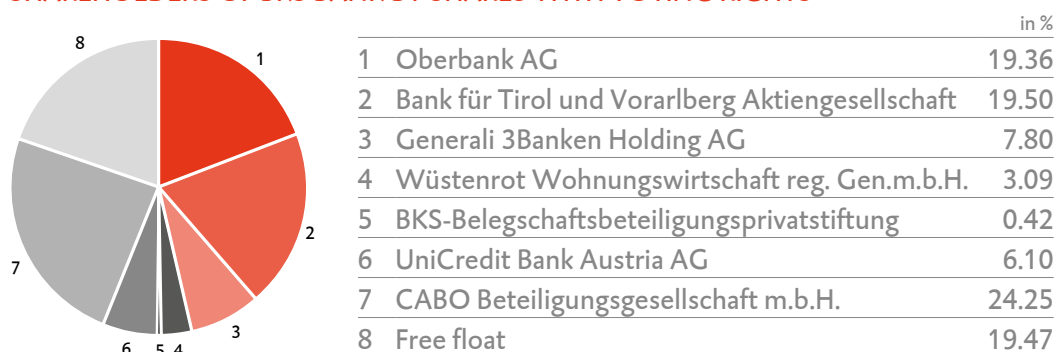 in %
1 Oberbank AG 19.36
2 Bank für Tirol und Vorarlberg Aktiengesellschaft 19.50
3 Generali 3Banken Holding AG 7.80
4 Wüstenrot Wohnungswirtschaft reg. Gen.m.b.H. 3.09
5 BKS-Belegschaftsbeteiligungsprivatstiftung 0.42
6 UniCredit Bank Austria AG 6.10
7 CABO Beteiligungsgesellschaft m.b.H. 24.25
8 Free float 19.47
8
1
2
7
3
6 5 4